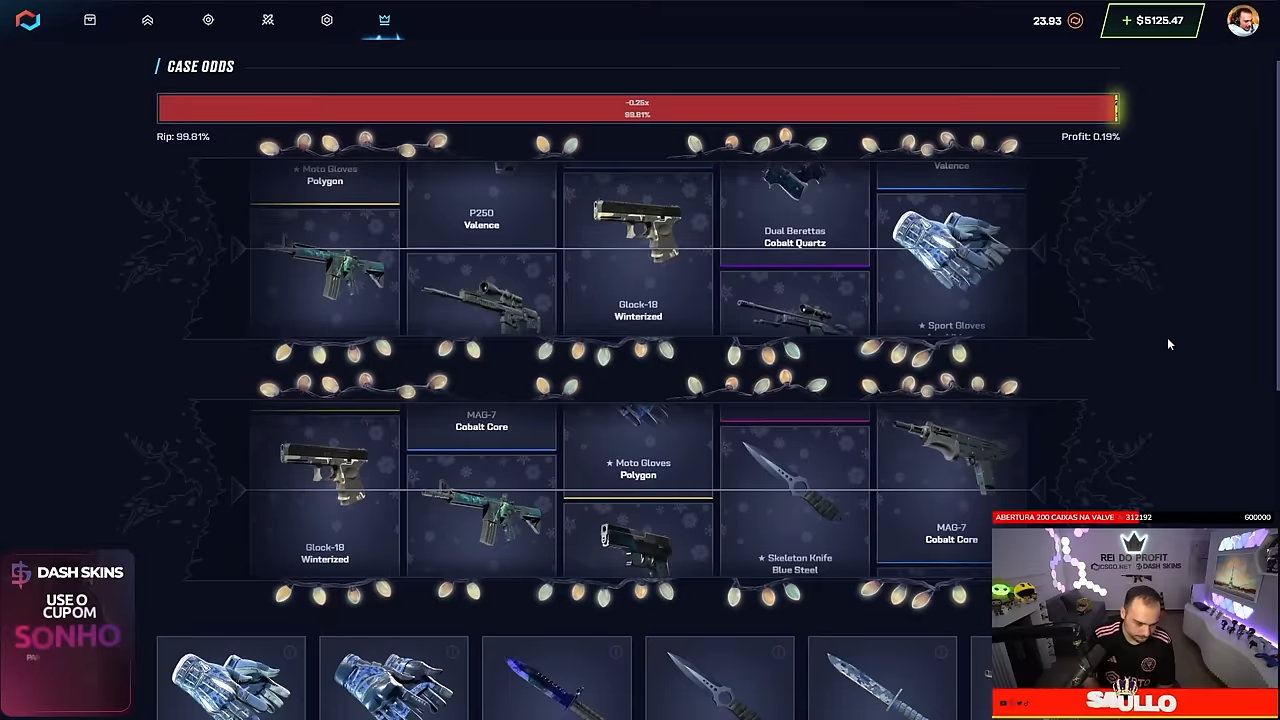 23.93
+ $5125.47
CASE ODDS
-0.25x
99.81%
Rip: 99.81%
Profit: 0.19%
★ Moto Gloves
Polygon
P250
Valence
Glock-18
Winterized
Dual Berettas
Cobalt Quartz
Valence
★ Sport Gloves
Glock-18
Winterized
MAG-7
Cobalt Core
★ Moto Gloves
Polygon
★ Skeleton Knife
Blue Steel
MAG-7
Cobalt Core
DASH SKINS
USE O
CUPOM
SONHO
ABERTURA 200 CAIXAS NA VALVE
312192
600000
REI DO PROFIT
CSGO.NET
DASH SKINS
SAULLO